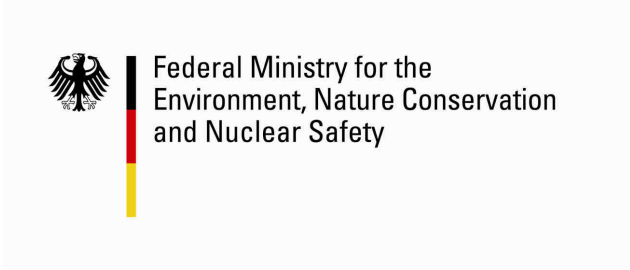 Federal Ministry for the
Environment, Nature Conservation
and Nuclear Safety